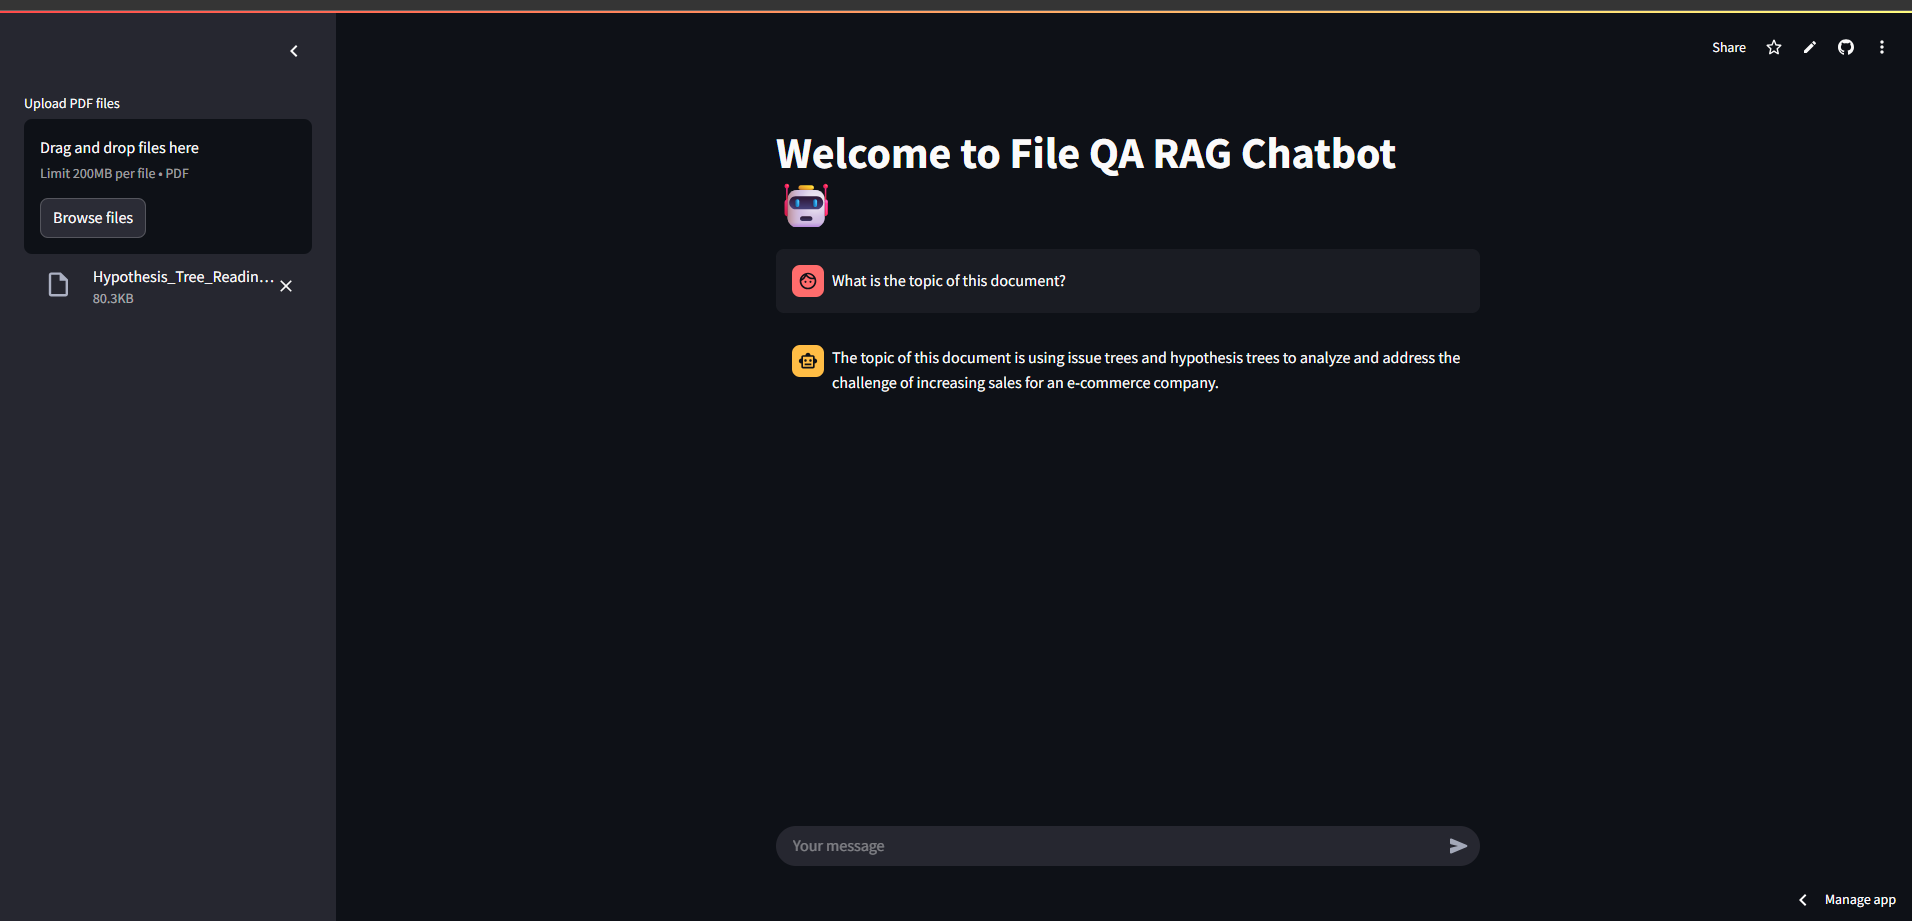 Share
Upload PDF files
Drag and drop files here
Limit 200MB per file • PDF
Browse files
Hypothesis_Tree_Readin...
80.3KB
Welcome to File QA RAG Chatbot
What is the topic of this document?
The topic of this document is using issue trees and hypothesis trees to analyze and address the
challenge of increasing sales for an e-commerce company.
Your message
Manage app